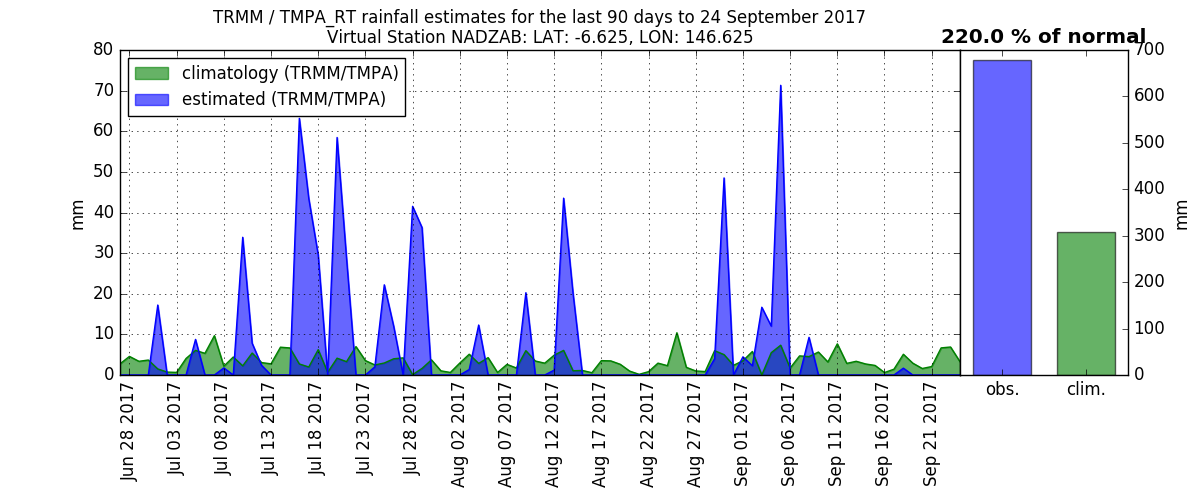 TRMM / TMPA_RT rainfall estimates for the last 90 days to 24 September 2017
Virtual Station NADZAB: LAT: -6.625, LON: 146.625
220.0 % of normal
climatology (TRMM/TMPA)
estimated (TRMM/TMPA)
80
70
60
50
40
30
20
10
0
mm
Jun 28 2017
Jul 03 2017
Jul 08 2017
Jul 13 2017
Jul 18 2017
Jul 23 2017
Jul 28 2017
Aug 02 2017
Aug 07 2017
Aug 12 2017
Aug 17 2017
Aug 22 2017
Aug 27 2017
Sep 01 2017
Sep 06 2017
Sep 11 2017
Sep 16 2017
Sep 21 2017
obs.
clim.
700
600
500
400
300
200
100
0
mm